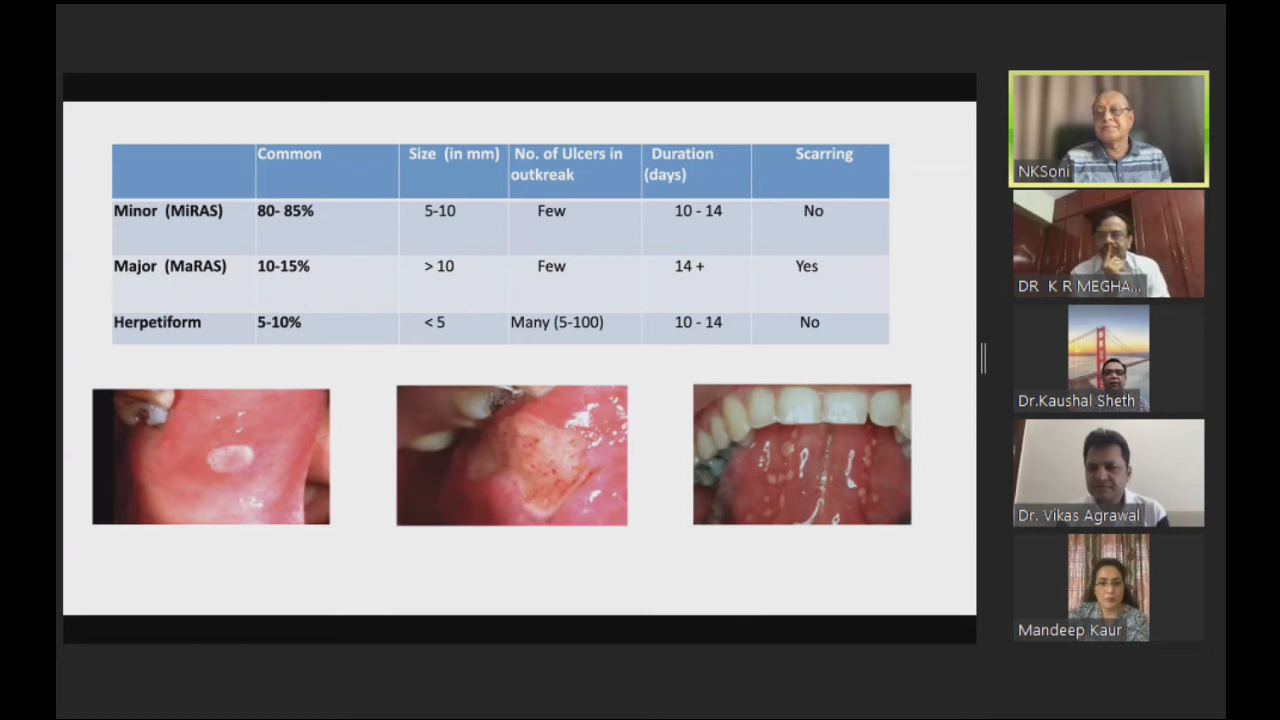 Common Size (in mm) No. of Ulcers in Duration Scarring
outkreak (days)
Minor (MiRAS) 80- 85% 5-10 Few 10 - 14 No
Major (MaRAS) 10-15% > 10 Few 14 + Yes
Herpetiform 5-10% < 5 Many (5-100) 10 - 14 No
NKSoni
DR K R MEGHA...
Dr.Kaushal Sheth
Dr. Vikas Agrawal
Mandeep Kaur